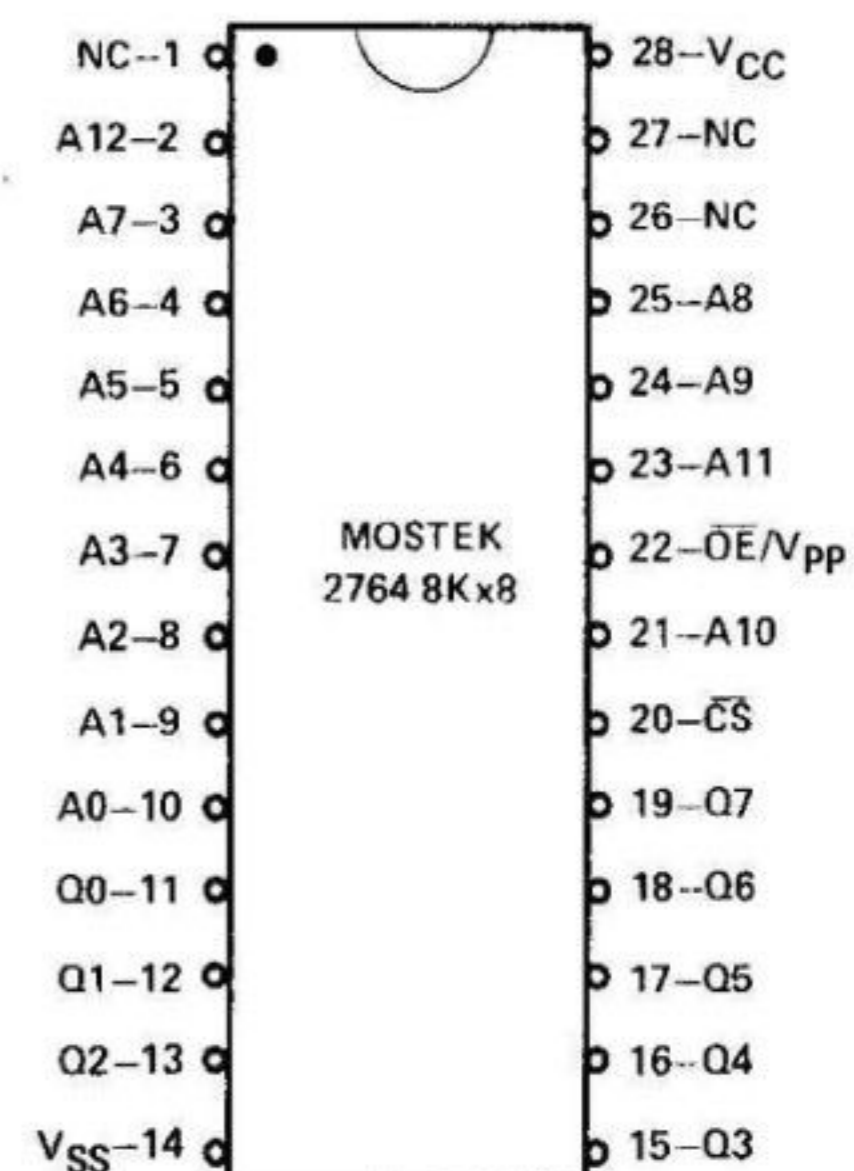 NC--1
28–VCC
A12–2
27–NC
A7–3
26–NC
A6–4
25–A8
A5–5
24–A9
A4–6
23–A11
MOSTEK
2764 8K x8
A3–7
22–O̅E̅/Vpp
A2–8
21–A10
A1–9
20–C̅S̅
A0–10
19–Q7
Q0–11
18--Q6
Q1–12
17–Q5
Q2–13
16–Q4
VSS–14
15–Q3